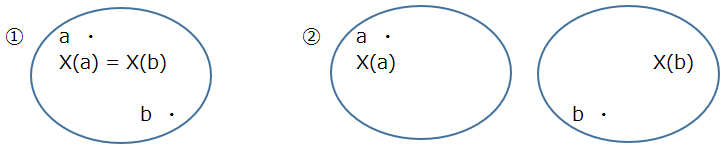 ① a ・
X(a) = X(b)
b ・
② a ・
X(a)
X(b)
b ・